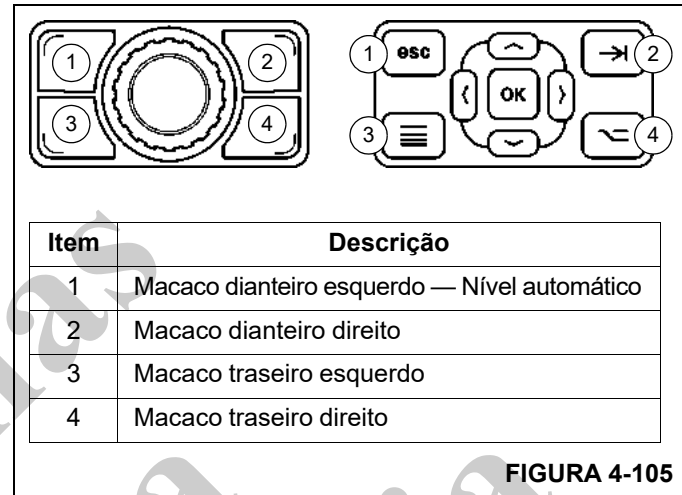 1 2 1 esc OK 2
3 4 3 4
Item Descrição
1 Macaco dianteiro esquerdo — Nível automático
2 Macaco dianteiro direito
3 Macaco traseiro esquerdo
4 Macaco traseiro direito
FIGURA 4-105